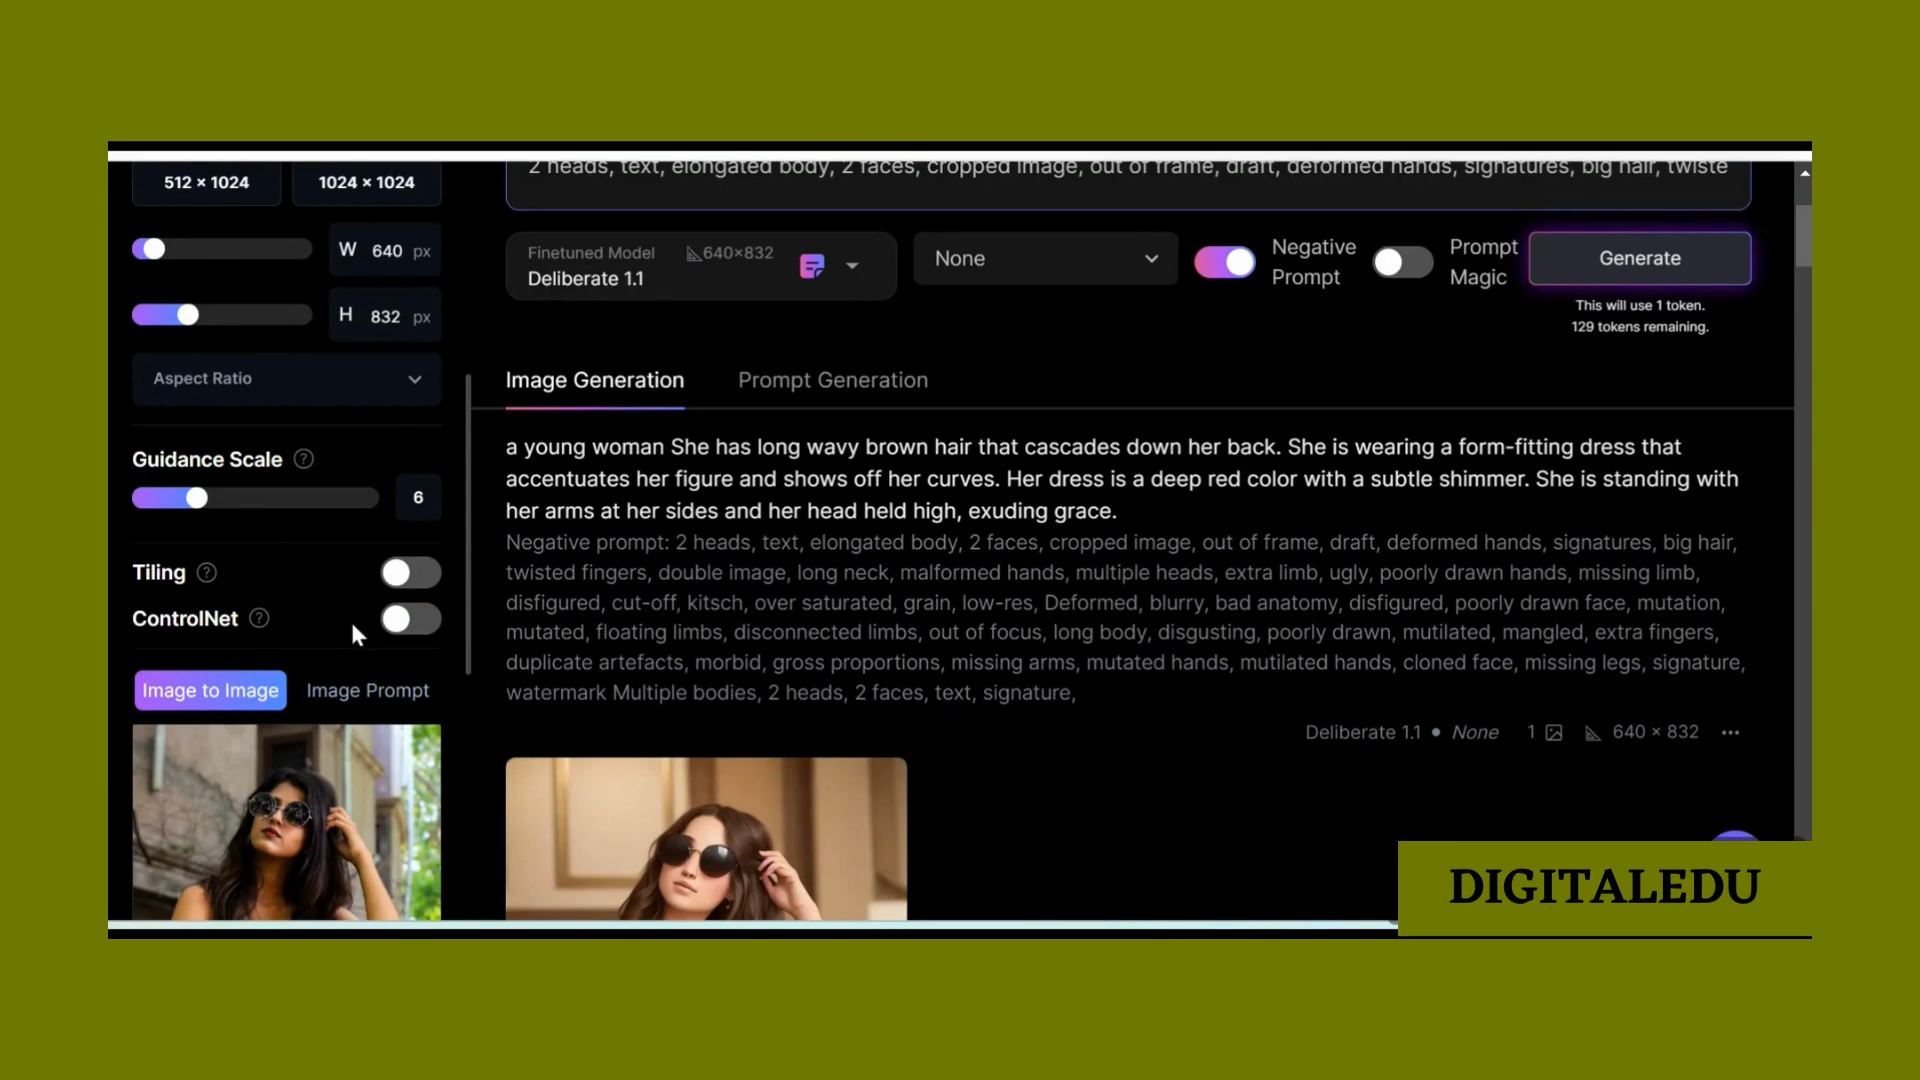 512 × 1024
1024 × 1024
W 640 px
H 832 px
Aspect Ratio
Guidance Scale ?
6
Tiling ?
ControlNet ?
Image to Image
Image Prompt
2 heads, text, elongated body, 2 faces, cropped image, out of frame, draft, deformed hands, signatures, big hair, twiste
Finetuned Model
640×832
Deliberate 1.1
None
Negative
Prompt
Prompt
Magic
Generate
This will use 1 token.
129 tokens remaining.
Image Generation
Prompt Generation
a young woman She has long wavy brown hair that cascades down her back. She is wearing a form-fitting dress that
accentuates her figure and shows off her curves. Her dress is a deep red color with a subtle shimmer. She is standing with
her arms at her sides and her head held high, exuding grace.
Negative prompt: 2 heads, text, elongated body, 2 faces, cropped image, out of frame, draft, deformed hands, signatures, big hair,
twisted fingers, double image, long neck, malformed hands, multiple heads, extra limb, ugly, poorly drawn hands, missing limb,
disfigured, cut-off, kitsch, over saturated, grain, low-res, Deformed, blurry, bad anatomy, disfigured, poorly drawn face, mutation,
mutated, floating limbs, disconnected limbs, out of focus, long body, disgusting, poorly drawn, mutilated, mangled, extra fingers,
duplicate artefacts, morbid, gross proportions, missing arms, mutated hands, mutilated hands, cloned face, missing legs, signature,
watermark Multiple bodies, 2 heads, 2 faces, text, signature,
Deliberate 1.1 • None 1 640 × 832 •••
DIGITALEDU